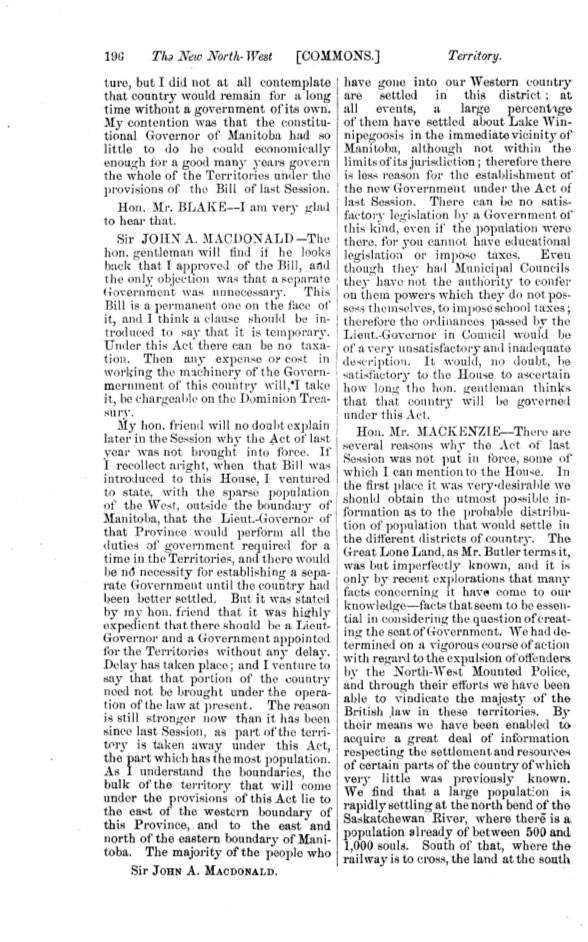 196 The New North-West [COMMONS.] Territory.
ture, but I did not at all contemplate
that country would remain for a long
time without a government of its own.
My contention was that the constitu-
tional Governor of Manitoba had so
little to do he could economically
enough for a good many years govern
the whole of the Territories under the
provisions of the Bill of last Session.
Hon. Mr. BLAKE—I am very glad
to hear that.
Sir JOHN A. MACDONALD—The
hon. gentleman will find if he looks
back that I approved of the Bill, and
the only objection was that a separate
Government was unnecessary. This
Bill is a permanent one on the face of
it, and I think a clause should be in-
troduced to say that it is temporary.
Under this Act there can be no taxa-
tion. Then any expense or cost in
working the machinery of the Govern-
mernment of this country will, I take
it, be chargeable on the Dominion Trea-
sury.
My hon. friend will no doubt explain
later in the Session why the Act of last
year was not brought into force. If
I recollect aright, when that Bill was
introduced to this House, I ventured
to state, with the sparse population
of the West, outside the boundary of
Manitoba, that the Lieut.-Governor of
that Province would perform all the
duties of government required for a
time in the Territories, and there would
be no necessity for establishing a sepa-
rate Government until the country had
been better settled. But it was stated
by my hon. friend that it was highly
expedient that there should be a Lieut-
Governor and a Government appointed
for the Territories without any delay.
Delay has taken place; and I venture to
say that that portion of the country
need not be brought under the opera-
tion of the law at present. The reason
is still stronger now than it has been
since last Session, as part of the terri-
tory is taken away under this Act,
the part which has the most population.
As I understand the boundaries, the
bulk of the territory that will come
under the provisions of this Act lie to
the east of the western boundary of
this Province, and to the east and
north of the eastern boundary of Mani-
toba. The majority of the people who
Sir JOHN A. MACDONALD.
have gone into our Western country
are settled in this district; at
all events, a large percentage
of them have settled about Lake Win-
nipegoosis in the immediate vicinity of
Manitoba, although not within the
limits of its jurisdiction; therefore there
is less reason for the establishment of
the new Government under the Act of
last Session. There can be no satis-
factory legislation by a Government of
this kind, even if the population were
there, for you cannot have educational
legislation or impose taxes. Even
though they had Municipal Councils
they have not the authority to confer
on them powers which they do not pos-
sess themselves, to impose school taxes;
therefore the ordinances passed by the
Lieut.-Governor in Council would be
of a very unsatisfactory and inadequate
description. It would, no doubt, be
satisfactory to the House to ascertain
how long the hon. gentleman thinks
that that country will be governed
under this Act.
Hon. Mr. MACKENZIE—There are
several reasons why the Act of last
Session was not put in force, some of
which I can mention to the House. In
the first place it was very desirable we
should obtain the utmost possible in-
formation as to the probable distribu-
tion of population that would settle in
the different districts of country. The
Great Lone Land, as Mr. Butler terms it,
was but imperfectly known, and it is
only by recent explorations that many
facts concerning it have come to our
knowledge—facts that seem to be essen-
tial in considering the question of creat-
ing the seat of Government. We had de-
termined on a vigorous course of action
with regard to the expulsion of offenders
by the North-West Mounted Police,
and through their efforts we have been
able to vindicate the majesty of the
British law in these territories. By
their means we have been enabled to
acquire a great deal of information
respecting the settlement and resources
of certain parts of the country of which
very little was previously known.
We find that a large population is
rapidly settling at the north bend of the
Saskatchewan River, where there is a
population already of between 500 and
1,000 souls. South of that, where the
railway is to cross, the land at the south